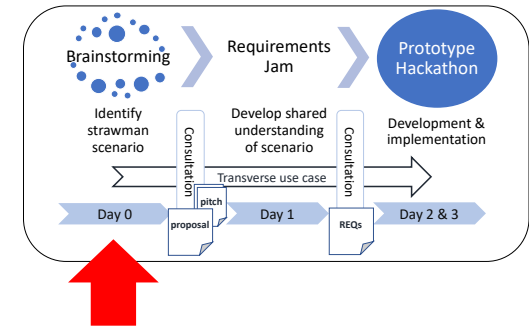 Brainstorming
Requirements
Jam
Prototype
Hackathon
Identify
strawman
scenario
Consultation
Develop shared
understanding
of scenario
Consultation
Development &
implementation
Transverse use case
Day 0
proposal
pitch
Day 1
REQs
Day 2 & 3